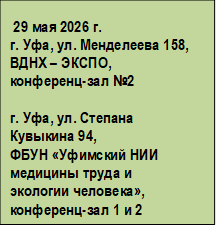 29 мая 2026 г.
г. Уфа, ул. Менделеева 158,
ВДНХ – ЭКСПО,
конференц-зал №2
г. Уфа, ул. Степана
Кувыкина 94,
ФБУН «Уфимский НИИ
медицины труда и
экологии человека»,
конференц-зал 1 и 2